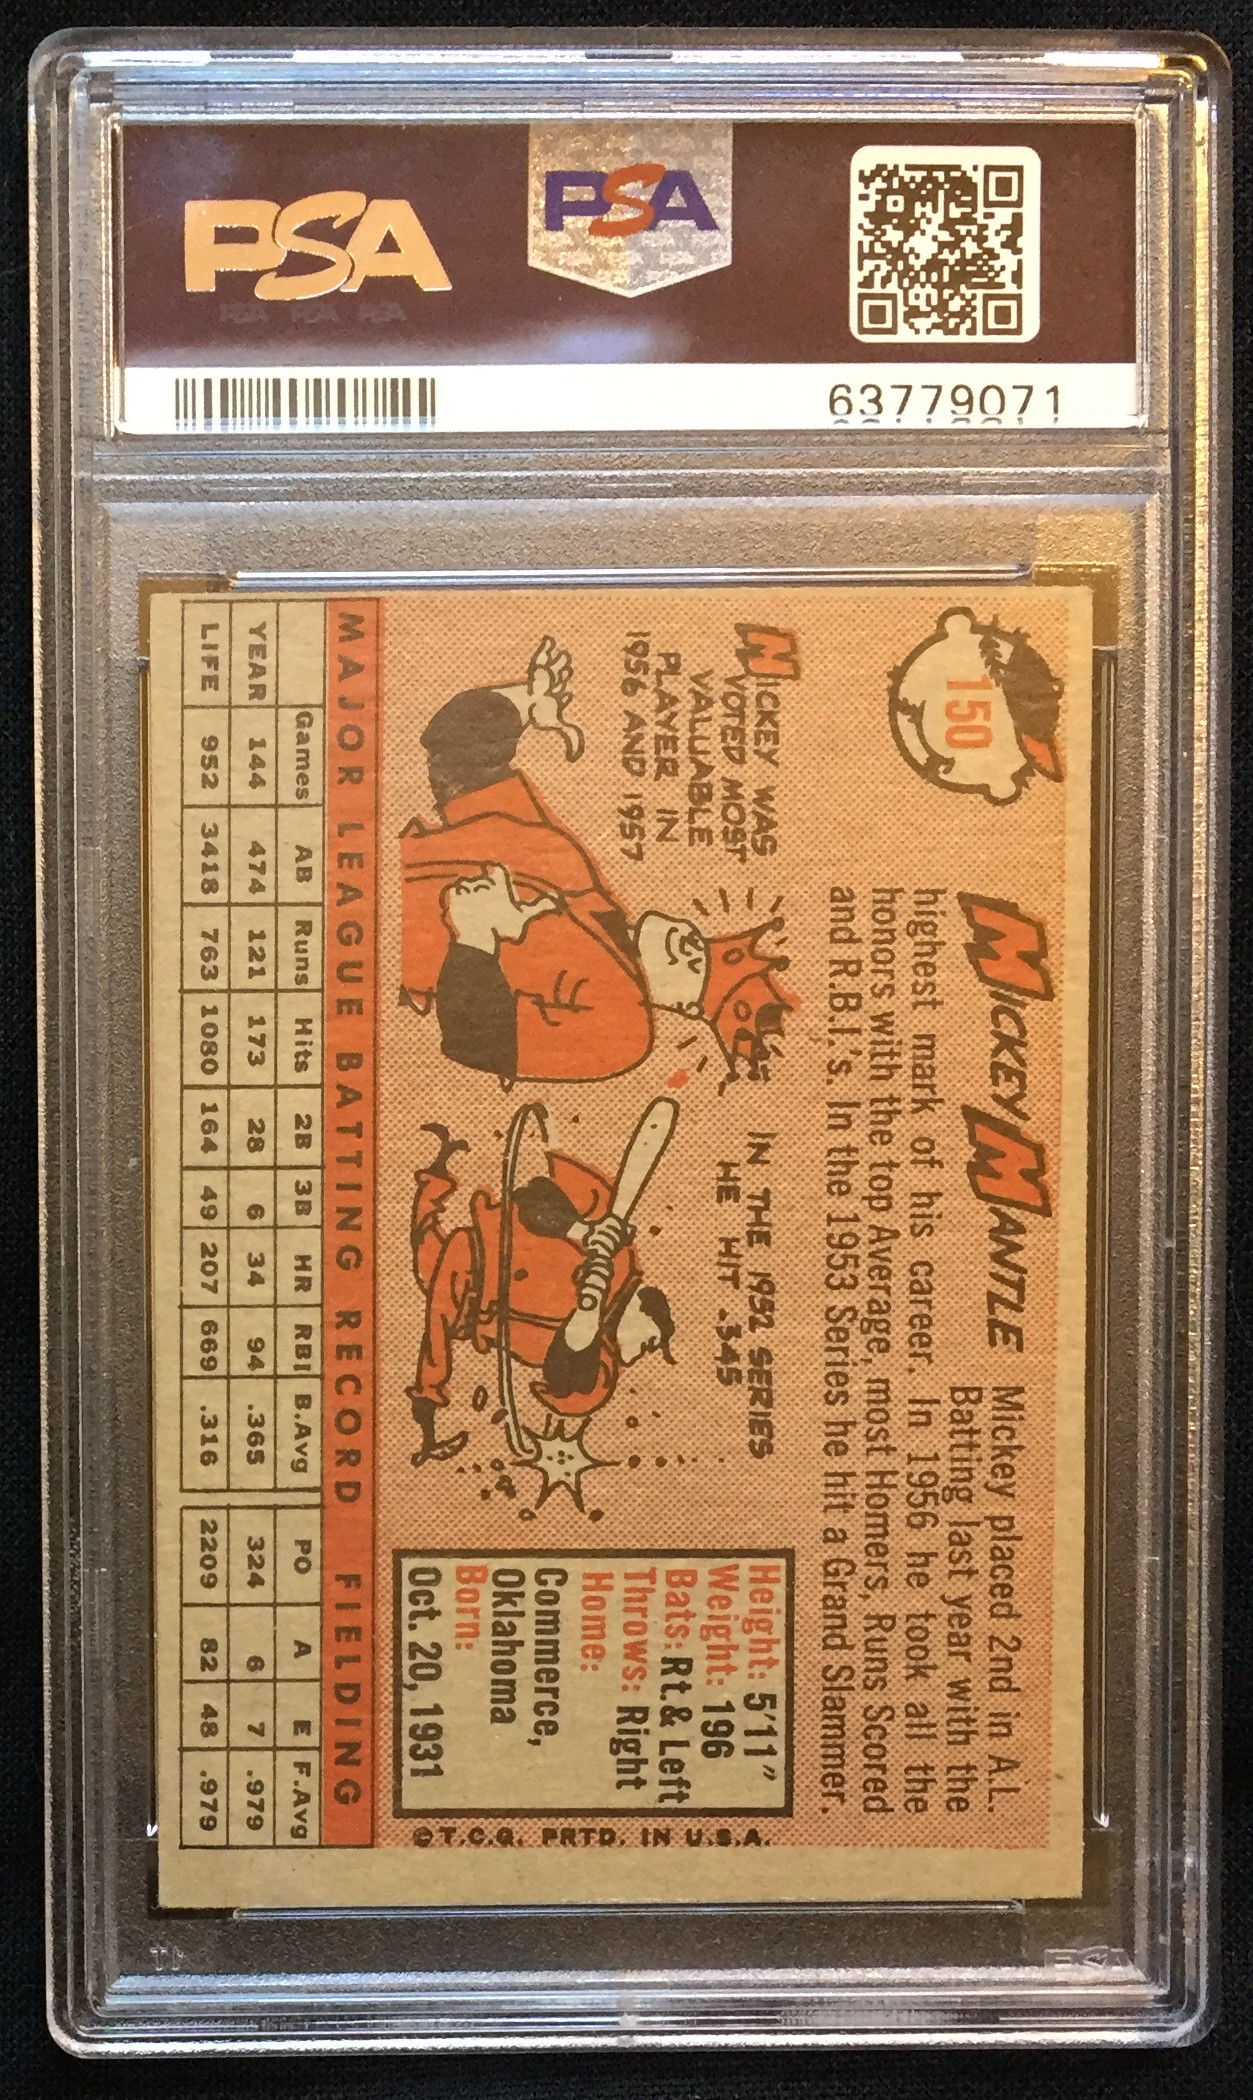 PSA
PSA
PSA PSA PSA
63779071
150
MICKEY MANTLE
Mickey placed 2nd in A.L.
Batting last year with the
highest mark of his career. In 1956 he took all the
honors with the top Average, most Homers, Runs Scored
and R.B.I.'s. In the 1953 Series he hit a Grand Slammer.
MICKEY WAS
VOTED MOST
VALUABLE
PLAYER IN
1956 AND 1957
IN THE 1952 SERIES
HE HIT .345
Height: 5'11"
Weight: 196
Bats: Rt. & Left
Throws: Right
Home:
Commerce,
Oklahoma
Born:
Oct. 20, 1931
©T.C.G. PRTD. IN U.S.A.
MAJOR LEAGUE BATTING RECORD FIELDING
Games AB Runs Hits 2B 3B HR RBI B.Avg PO A E F.Avg
YEAR 144 474 121 173 28 6 34 94 .365 324 6 7 .979
LIFE 952 3418 763 1080 164 49 207 669 .316 2209 82 48 .979
PSA